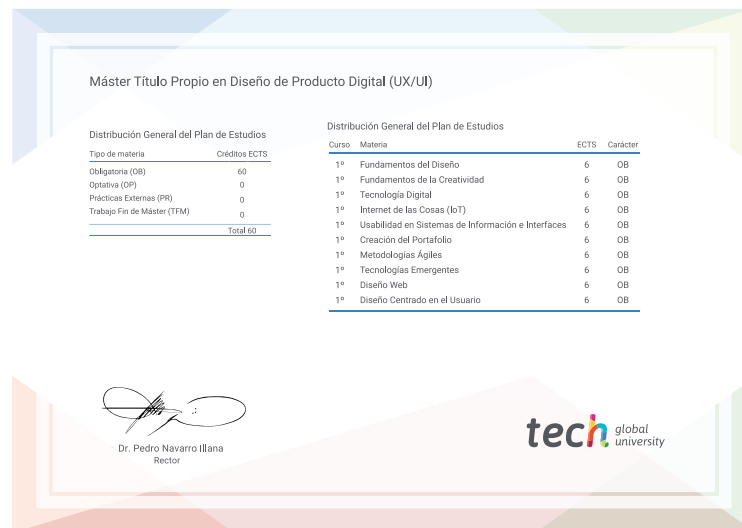 Máster Título Propio en Diseño de Producto Digital (UX/UI)
Distribución General del Plan de Estudios
Tipo de materia Créditos ECTS
Obligatoria (OB) 60
Optativa (OP) 0
Prácticas Externas (PR) 0
Trabajo Fin de Máster (TFM) 0
Total 60
Distribución General del Plan de Estudios
Curso Materia ECTS Carácter
1º Fundamentos del Diseño 6 OB
1º Fundamentos de la Creatividad 6 OB
1º Tecnología Digital 6 OB
1º Internet de las Cosas (IoT) 6 OB
1º Usabilidad en Sistemas de Información e Interfaces 6 OB
1º Creación del Portafolio 6 OB
1º Metodologías Ágiles 6 OB
1º Tecnologías Emergentes 6 OB
1º Diseño Web 6 OB
1º Diseño Centrado en el Usuario 6 OB
Dr. Pedro Navarro Illana
Rector
tech global
university